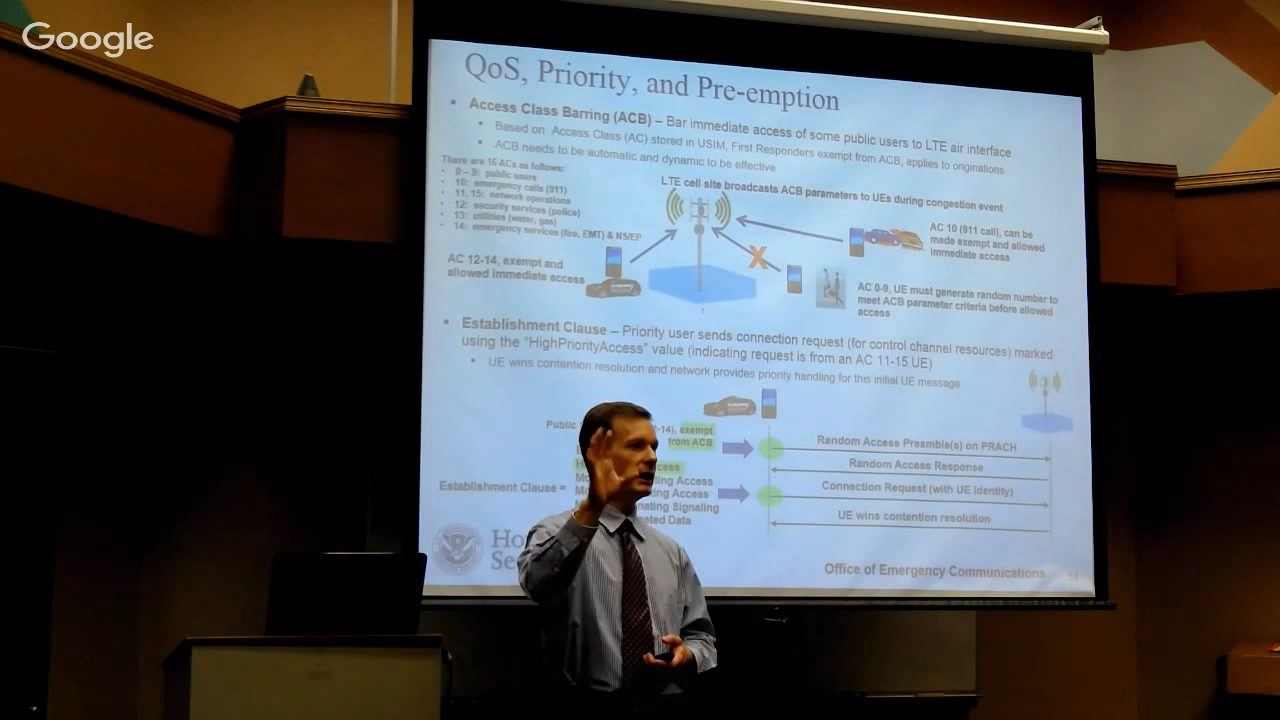 Google
QoS, Priority, and Pre-emption
Access Class Barring (ACB) – Bar immediate access of some public users to LTE air interface
Based on Access Class (AC) stored in USIM, First Responders exempt from ACB, applies to originations
ACB needs to be automatic and dynamic to be effective
There are 16 ACs as follows:
0 – 9: public users
10: emergency calls (911)
11, 15: network operations
12: security services (police)
13: utilities (water, gas)
14: emergency services (fire, EMT) & NS/EP
LTE cell site broadcasts ACB parameters to UEs during congestion event
AC 10 (911 call), can be
made exempt and allowed
immediate access
AC 12-14, exempt and
allowed immediate access
X
AC 0-9, UE must generate random number to
meet ACB parameter criteria before allowed
access
Establishment Clause – Priority user sends connection request (for control channel resources) marked
using the "HighPriorityAccess" value (indicating request is from an AC 11-15 UE)
UE wins contention resolution and network provides priority handling for this initial UE message
Public
-14), exempt
from ACB
Random Access Preamble(s) on PRACH
Random Access Response
Establishment Clause =
Connection Request (with UE identity)
UE wins contention resolution
Office of Emergency Communications